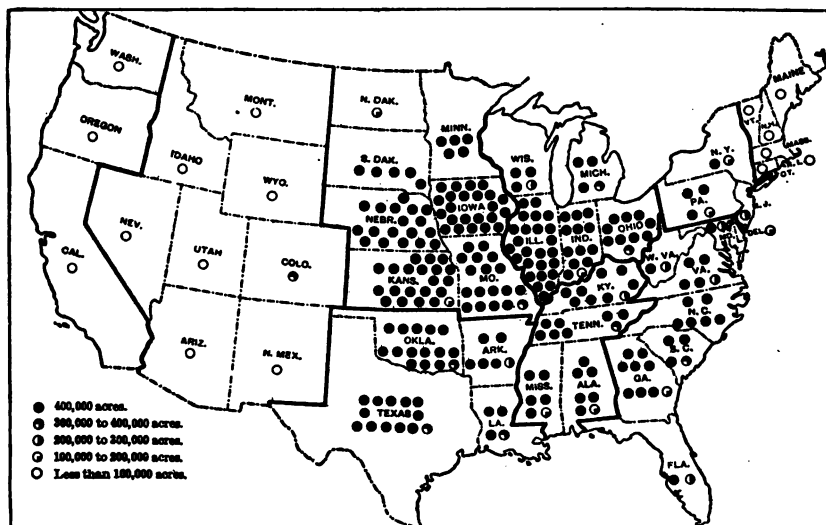 WASH.
MONT.
N. DAK.
MINN.
OREGON
IDAHO
S. DAK.
WIS.
MICH.
N. Y.
VT.
N.H.
MAINE
MASS.
CT.
WYO.
NEBR.
IOWA
PA.
N. J.
DEL.
NEV.
UTAH
COLO.
ILL.
IND.
OHIO
W. VA.
VA.
CAL.
KANS.
MO.
KY.
N. C.
ARIZ.
N. MEX.
OKLA.
ARK.
TENN.
S. C.
TEXAS
LA.
MISS.
ALA.
GA.
FLA.
400,000 acres.
300,000 to 400,000 acres.
200,000 to 300,000 acres.
100,000 to 200,000 acres.
Less than 100,000 acres.